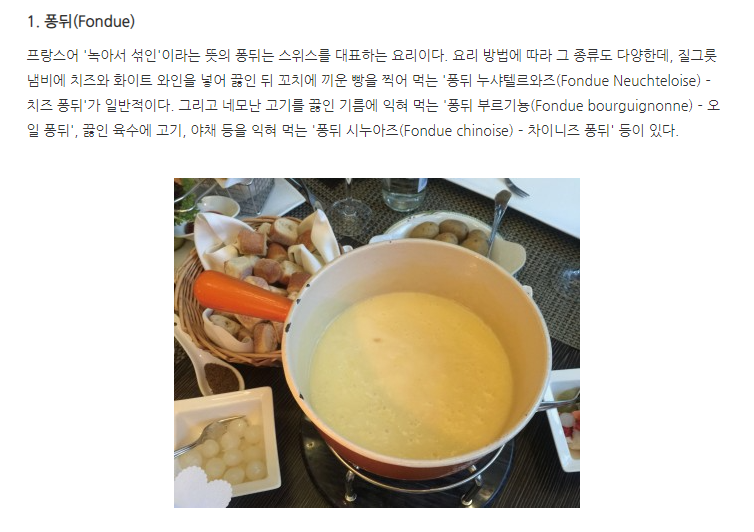 1. 퐁뒤(Fondue)
프랑스어 '녹아서 섞인'이라는 뜻의 퐁뒤는 스위스를 대표하는 요리이다. 요리 방법에 따라 그 종류도 다양한데, 질그릇
냄비에 치즈와 화이트 와인을 넣어 끓인 뒤 꼬치에 끼운 빵을 찍어 먹는 '퐁뒤 누샤텔르와즈(Fondue Neuchteloise) -
치즈 퐁뒤'가 일반적이다. 그리고 네모난 고기를 끓인 기름에 익혀 먹는 '퐁뒤 부르기뇽(Fondue bourguignonne) - 오
일 퐁뒤', 끓인 육수에 고기, 야채 등을 익혀 먹는 '퐁뒤 시누아즈(Fondue chinoise) - 차이니즈 퐁뒤' 등이 있다.